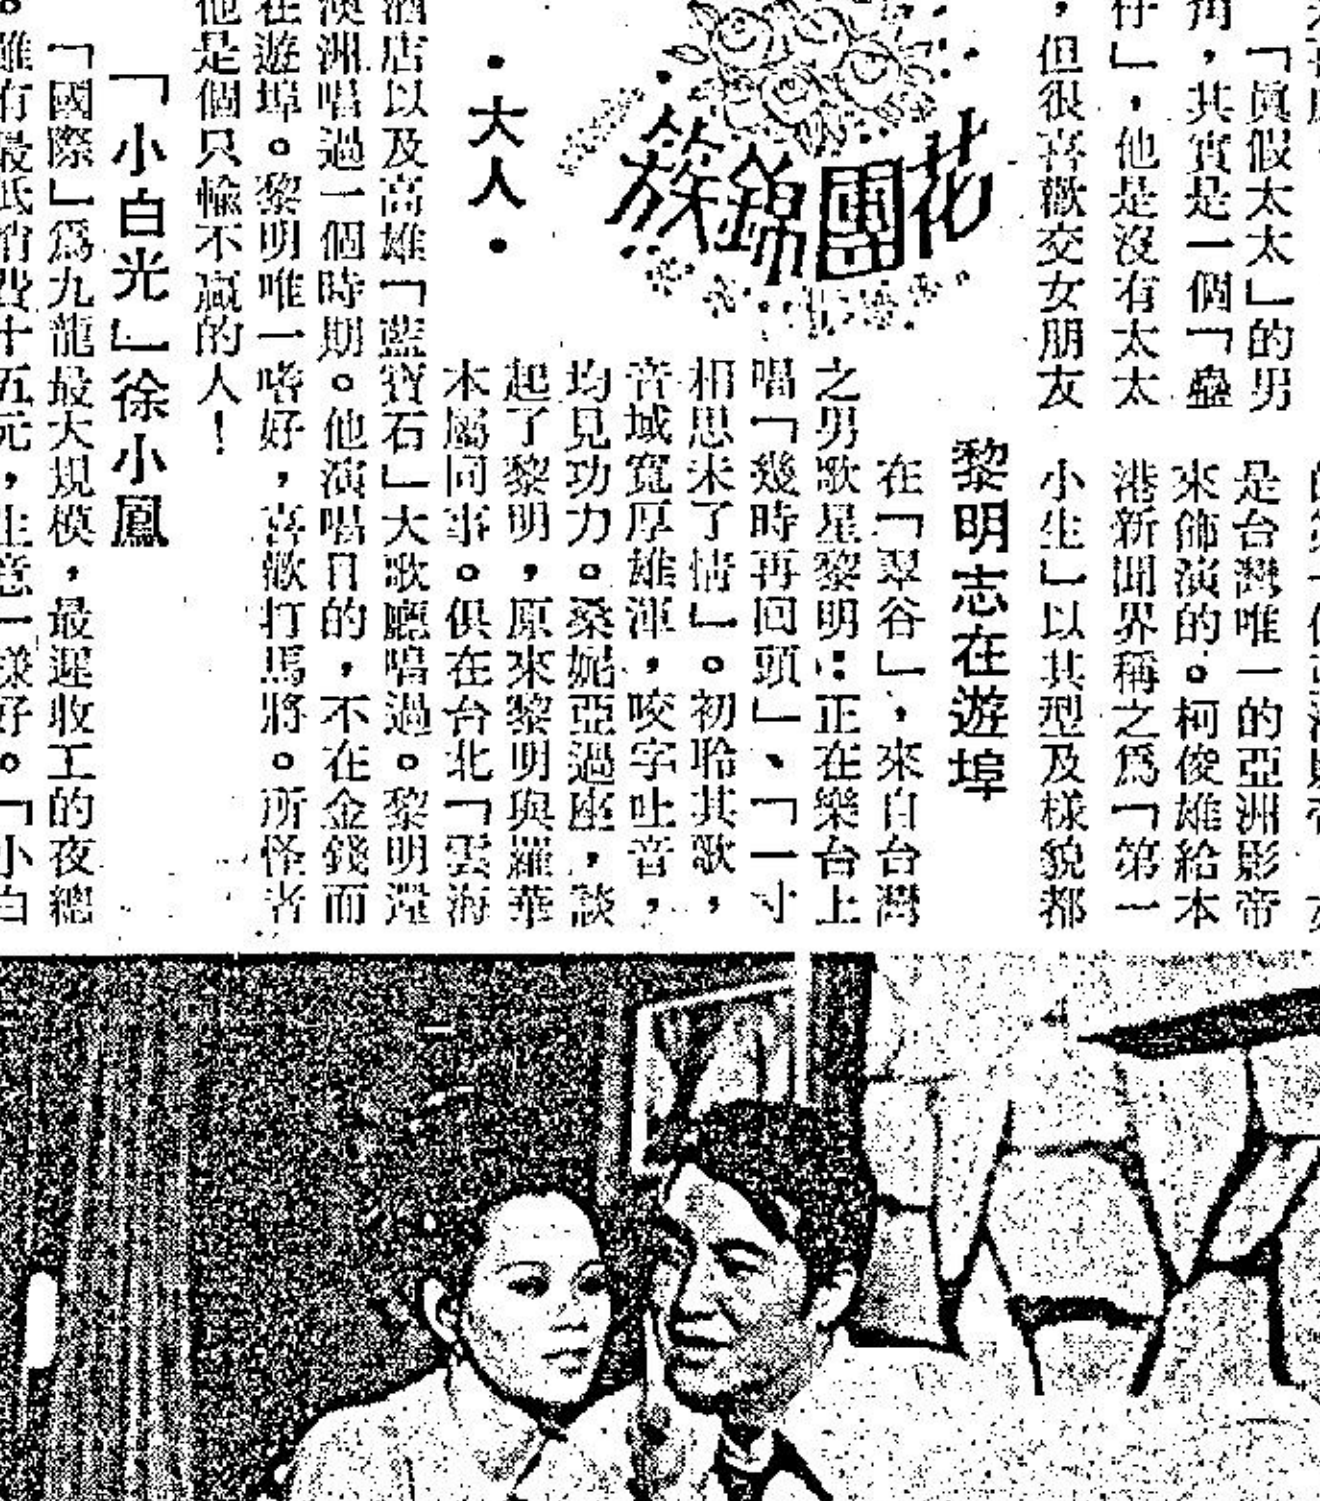 「眞假太太」的男
角，其實是一個「蠱
仔」，他是沒有太太
，但很喜歡交女朋友
是台灣唯一的亞洲影帝
來飾演的。柯俊雄給本
港新聞界稱之爲「第一
小生」以其型及樣貌都
花團錦簇
•大人•
黎明志在遊埠
在「翠谷」，來自台灣
之男歌星黎明：正在樂台上
唱「幾時再回頭」、「一寸
相思未了情」。初聆其歌，
音域寬厚雄渾，咬字吐音，
均見功力。桑妮亞過座，談
起了黎明，原來黎明與羅華
本屬同事。俱在台北「雲海
酒店以及高雄「藍寶石」大歌廳唱過。黎明還
澳洲唱過一個時期。他演唱目的，不在金錢而
在遊埠。黎明唯一嗜好，喜歡打馬將。所怪者
他是個只輸不贏的人！
「小白光」徐小鳳
「國際」爲九龍最大規模，最遲收工的夜總
。雖有最低消費十五元，生意一樣好。「小白